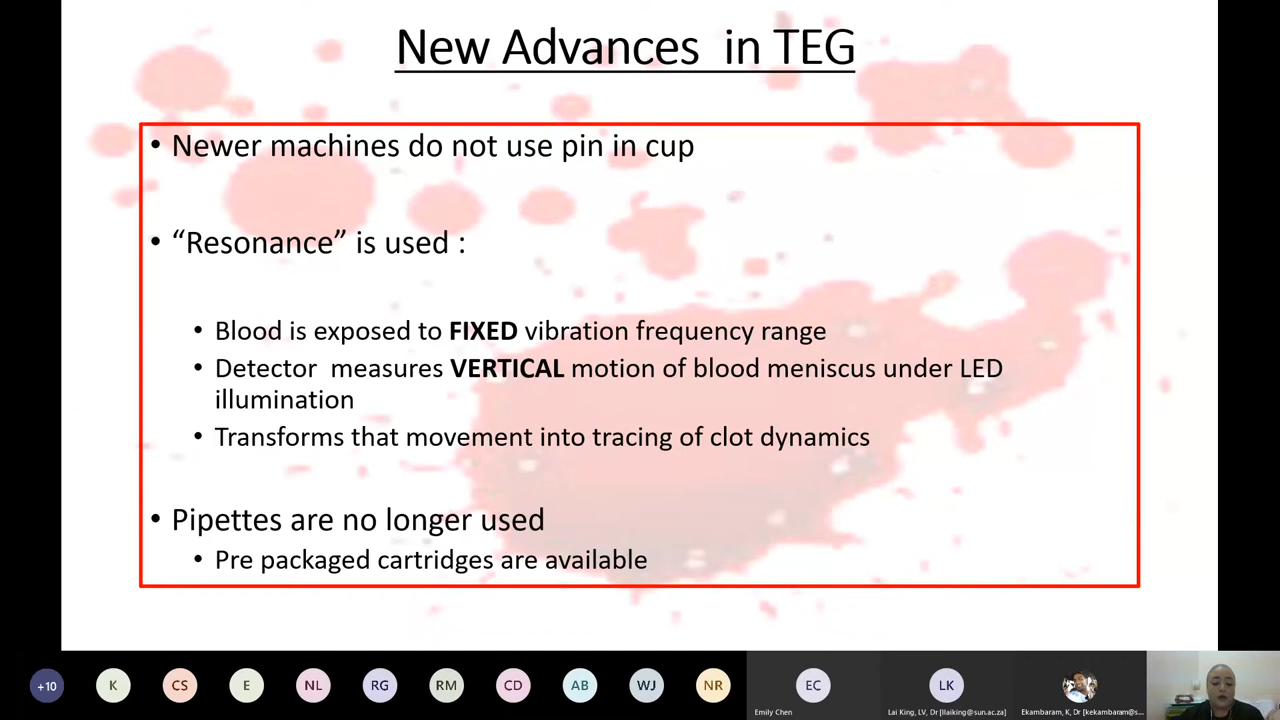 New Advances in TEG
• Newer machines do not use pin in cup
• “Resonance” is used :
• Blood is exposed to FIXED vibration frequency range
• Detector measures VERTICAL motion of blood meniscus under LED
illumination
• Transforms that movement into tracing of clot dynamics
• Pipettes are no longer used
• Pre packaged cartridges are available
+10 K CS E NL RG RM CD AB WJ NR EC LK
Emily Chen
Lai King, LV, Dr [llaiking@sun.ac.za]
Ekambaram, K, Dr [kekambaram@s...